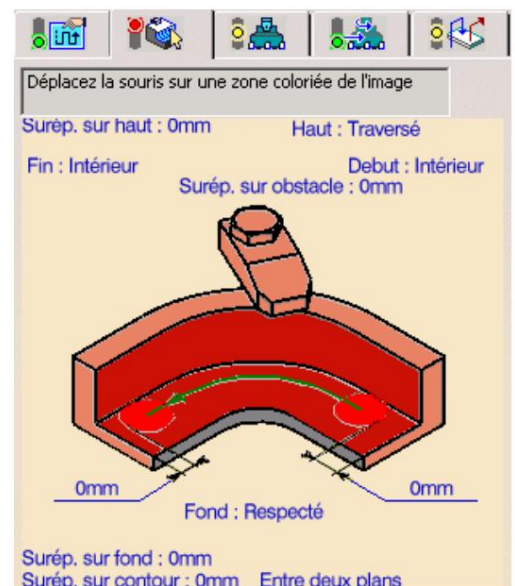 Déplacez la souris sur une zone coloriée de l'image
Surép. sur haut : 0mm Haut : Traversé
Fin : Intérieur Debut : Intérieur
Surép. sur obstacle : 0mm
0mm 0mm
Fond : Respecté
Surép. sur fond : 0mm
Surép. sur contour : 0mm Entre deux plans